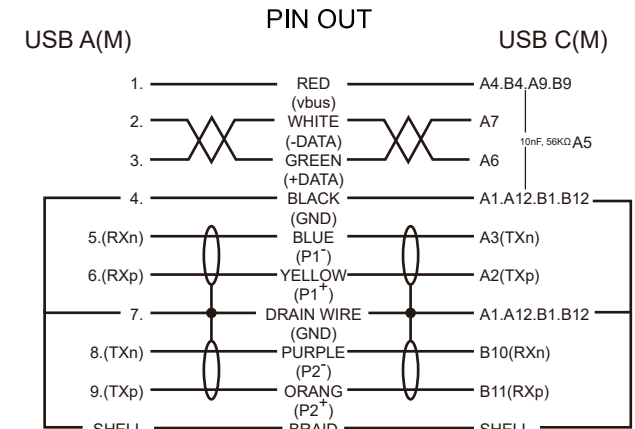 PIN OUT
USB A(M) USB C(M)
1. RED A4.B4.A9.B9
(vbus)
2. WHITE A7
(-DATA) 10nF, 56KΩ A5
3. GREEN A6
(+DATA)
4. BLACK A1.A12.B1.B12
(GND)
5.(RXn) BLUE A3(TXn)
(P1-)
6.(RXp) YELLOW A2(TXp)
(P1+)
7. DRAIN WIRE A1.A12.B1.B12
(GND)
8.(TXn) PURPLE B10(RXn)
(P2-)
9.(TXp) ORANG B11(RXp)
(P2+)
SHELL BRAID SHELL